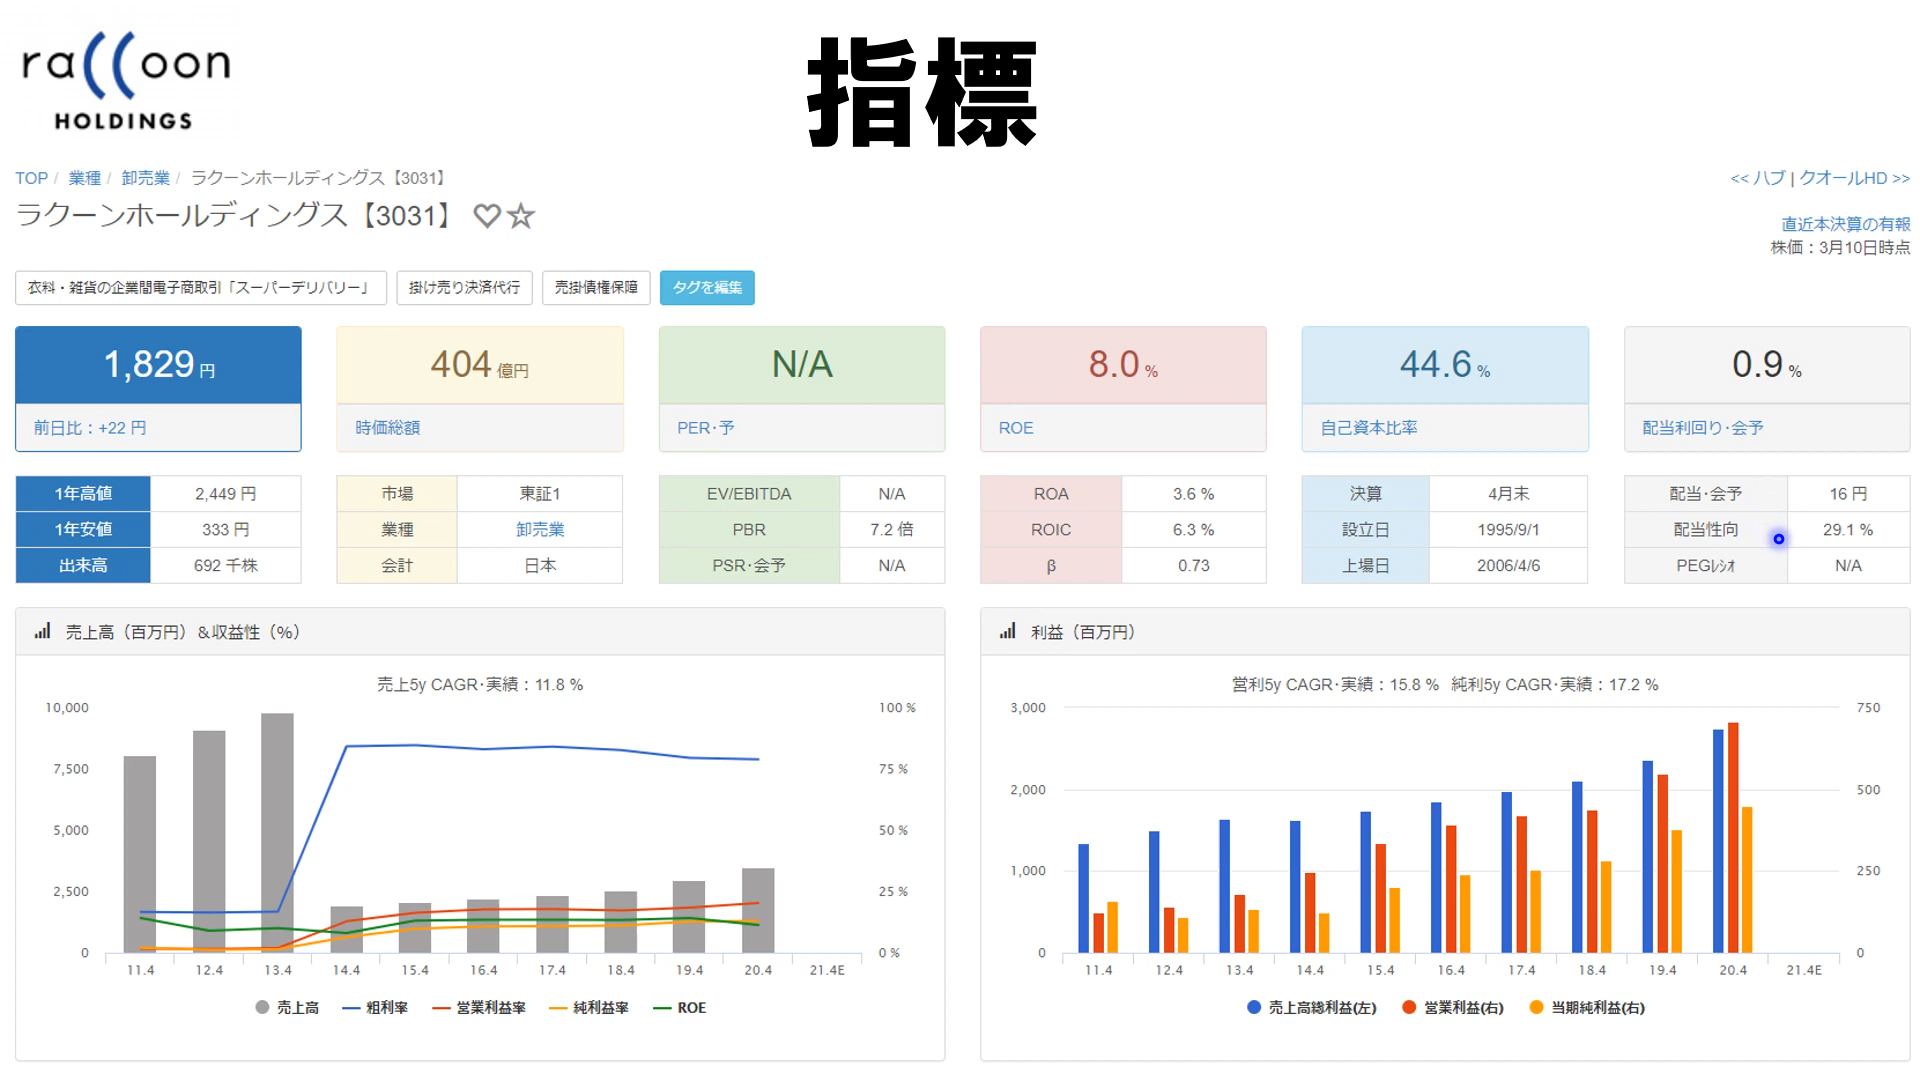 raccoon
HOLDINGS
指標
TOP / 業種 / 卸売業 / ラクーンホールディングス【3031】
<< ハブ | クオールHD >>
ラクーンホールディングス【3031】
直近本決算の有報
株価：3月10日時点
衣料・雑貨の企業間電子商取引「スーパーデリバリー」 掛け売り決済代行 売掛債権保障 タグを編集
1,829 円
前日比：+22 円
404 億円
時価総額
N/A
PER･予
8.0 %
ROE
44.6 %
自己資本比率
0.9 %
配当利回り･会予
1年高値 2,449 円
1年安値 333 円
出来高 692 千株
市場 東証1
業種 卸売業
会計 日本
EV/EBITDA N/A
PBR 7.2 倍
PSR･会予 N/A
ROA 3.6 %
ROIC 6.3 %
β 0.73
決算 4月末
設立日 1995/9/1
上場日 2006/4/6
配当･会予 16 円
配当性向 29.1 %
PEGﾚｼｵ N/A
売上高（百万円）＆収益性（%）
売上5y CAGR･実績：11.8 %
10,000 100 %
7,500 75 %
5,000 50 %
2,500 25 %
0 0 %
11.4 12.4 13.4 14.4 15.4 16.4 17.4 18.4 19.4 20.4 21.4E
売上高 粗利率 営業利益率 純利益率 ROE
利益（百万円）
営利5y CAGR･実績：15.8 % 純利5y CAGR･実績：17.2 %
3,000 750
2,000 500
1,000 250
0 0
11.4 12.4 13.4 14.4 15.4 16.4 17.4 18.4 19.4 20.4 21.4E
売上高総利益(左) 営業利益(右) 当期純利益(右)